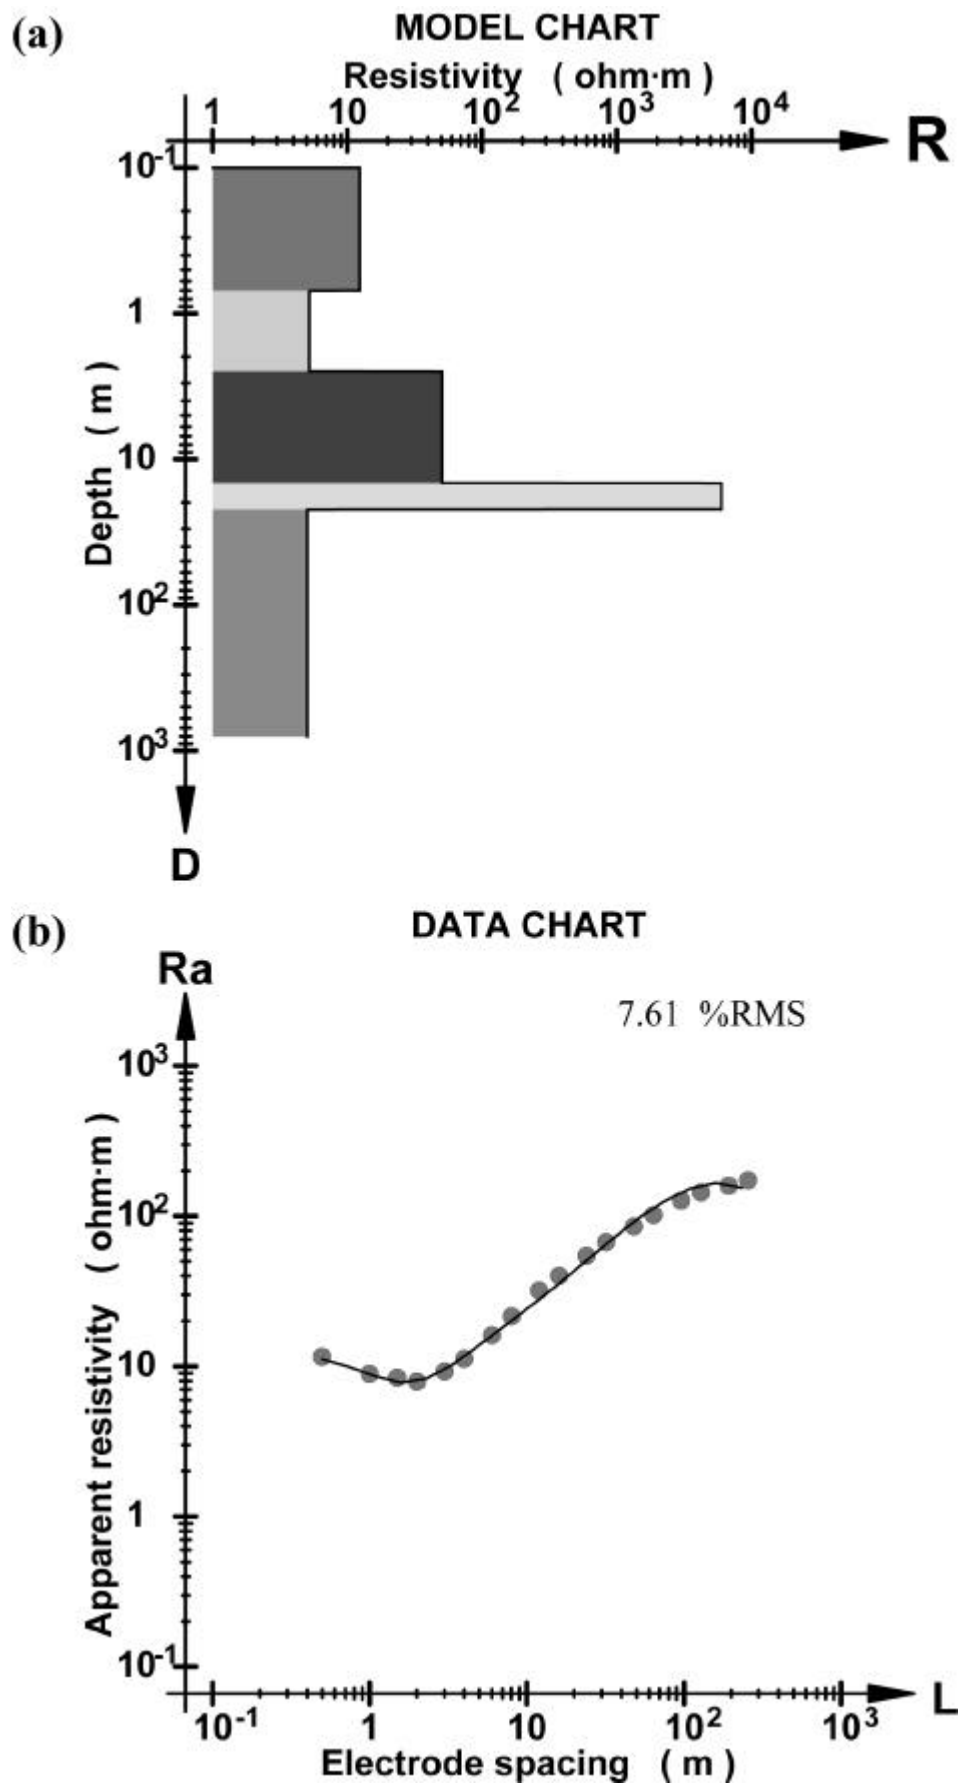 (a)
MODEL CHART
Resistivity ( ohm·m )
1 10 10² 10³ 10⁴
R
10⁻¹
1
10
10²
10³
Depth ( m )
D
(b)
DATA CHART
Ra
7.61 %RMS
10³
10²
10
1
10⁻¹
Apparent resistivity ( ohm·m )
10⁻¹ 1 10 10² 10³
L
Electrode spacing ( m )